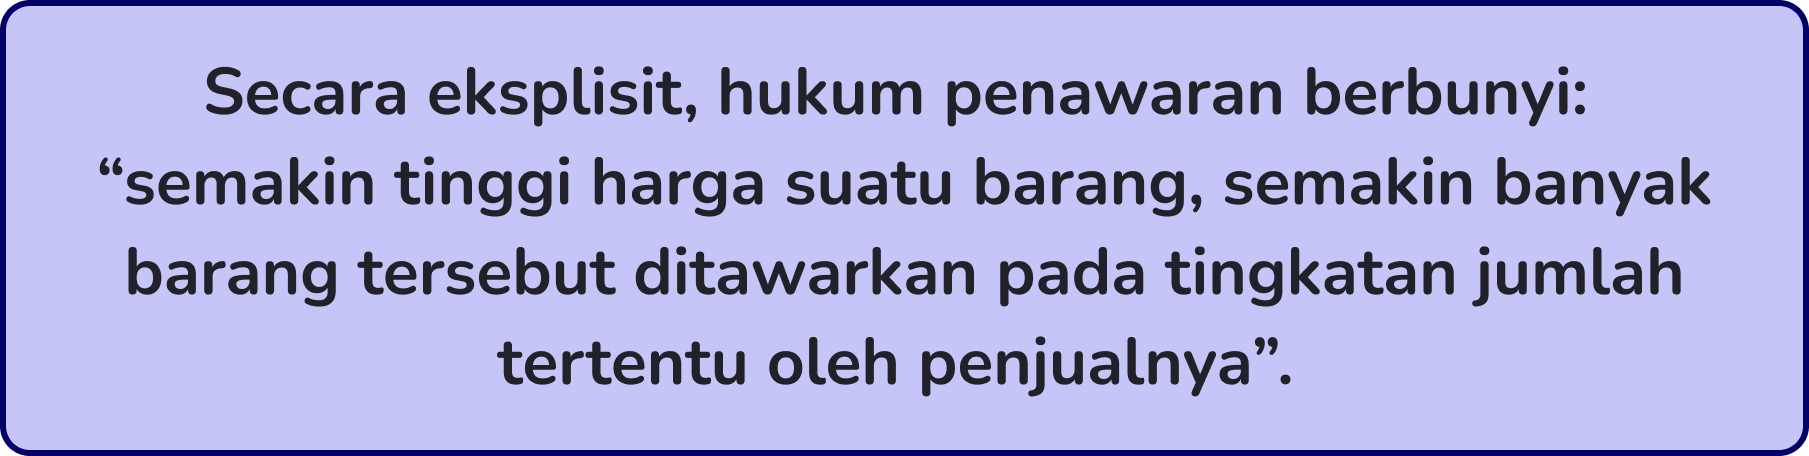 Secara eksplisit, hukum penawaran berbunyi:
“semakin tinggi harga suatu barang, semakin banyak
barang tersebut ditawarkan pada tingkatan jumlah
tertentu oleh penjualnya”.